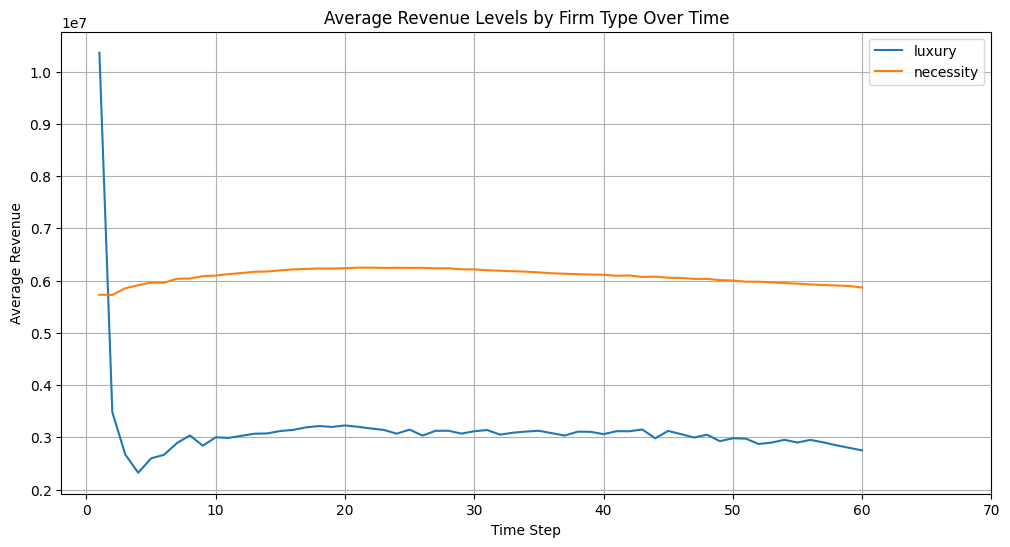 Average Revenue Levels by Firm Type Over Time
1e7
luxury
necessity
1.0
0.9
0.8
0.7
0.6
0.5
0.4
0.3
0.2
Average Revenue
0 10 20 30 40 50 60 70
Time Step